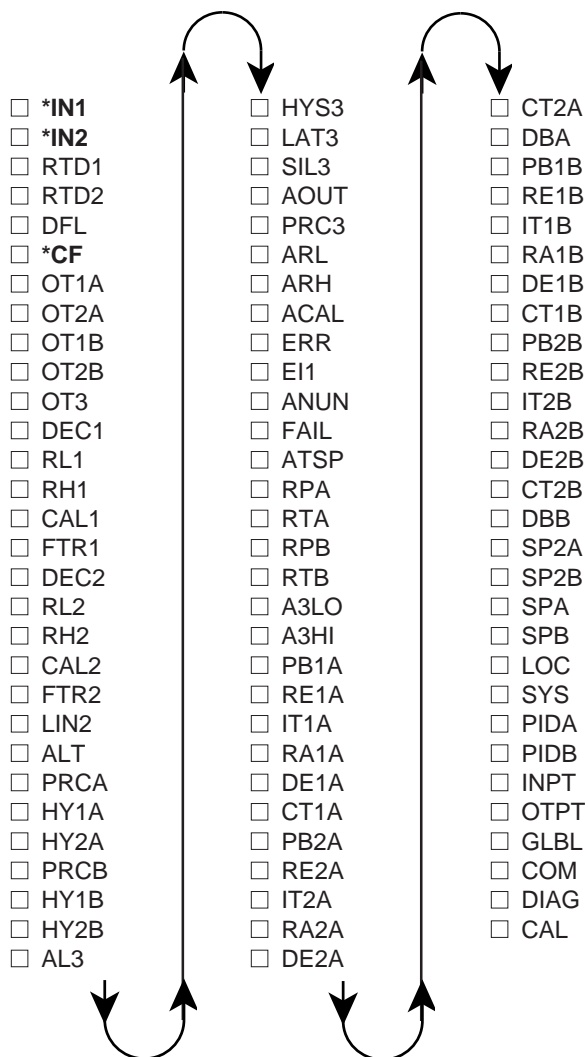 ☐ *IN1
☐ *IN2
☐ RTD1
☐ RTD2
☐ DFL
☐ *CF
☐ OT1A
☐ OT2A
☐ OT1B
☐ OT2B
☐ OT3
☐ DEC1
☐ RL1
☐ RH1
☐ CAL1
☐ FTR1
☐ DEC2
☐ RL2
☐ RH2
☐ CAL2
☐ FTR2
☐ LIN2
☐ ALT
☐ PRCA
☐ HY1A
☐ HY2A
☐ PRCB
☐ HY1B
☐ HY2B
☐ AL3
☐ HYS3
☐ LAT3
☐ SIL3
☐ AOUT
☐ PRC3
☐ ARL
☐ ARH
☐ ACAL
☐ ERR
☐ EI1
☐ ANUN
☐ FAIL
☐ ATSP
☐ RPA
☐ RTA
☐ RPB
☐ RTB
☐ A3LO
☐ A3HI
☐ PB1A
☐ RE1A
☐ IT1A
☐ RA1A
☐ DE1A
☐ CT1A
☐ PB2A
☐ RE2A
☐ IT2A
☐ RA2A
☐ DE2A
☐ CT2A
☐ DBA
☐ PB1B
☐ RE1B
☐ IT1B
☐ RA1B
☐ DE1B
☐ CT1B
☐ PB2B
☐ RE2B
☐ IT2B
☐ RA2B
☐ DE2B
☐ CT2B
☐ DBB
☐ SP2A
☐ SP2B
☐ SPA
☐ SPB
☐ LOC
☐ SYS
☐ PIDA
☐ PIDB
☐ INPT
☐ OTPT
☐ GLBL
☐ COM
☐ DIAG
☐ CAL